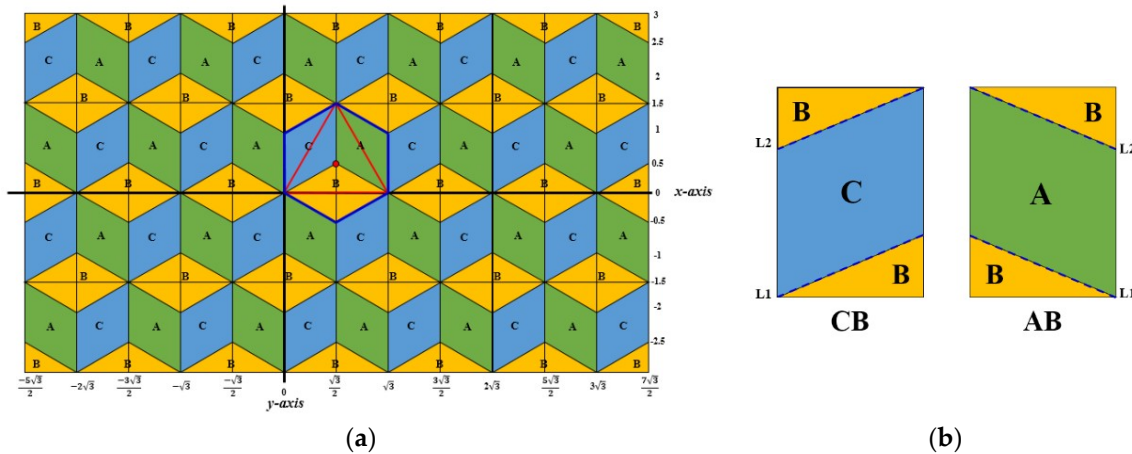 B B B B B B B 3
2.5
C A C A C A C A C A C A
2
B B B B B B 1.5
1
A C A C A C A C A C A C
0.5
B B B B B B B 0 x-axis
-0.5
C A C A C A C A C A C A
-1
B B B B B B -1.5
-2
A C A C A C A C A C A C
-2.5
B B B B B B B
-5√3/2 -2√3 -3√3/2 -√3 -√3/2 0 √3/2 √3 3√3/2 2√3 5√3/2 3√3 7√3/2
y-axis
(a)
B
L2
C
B
L1
CB
B
L2
A
B
L1
AB
(b)